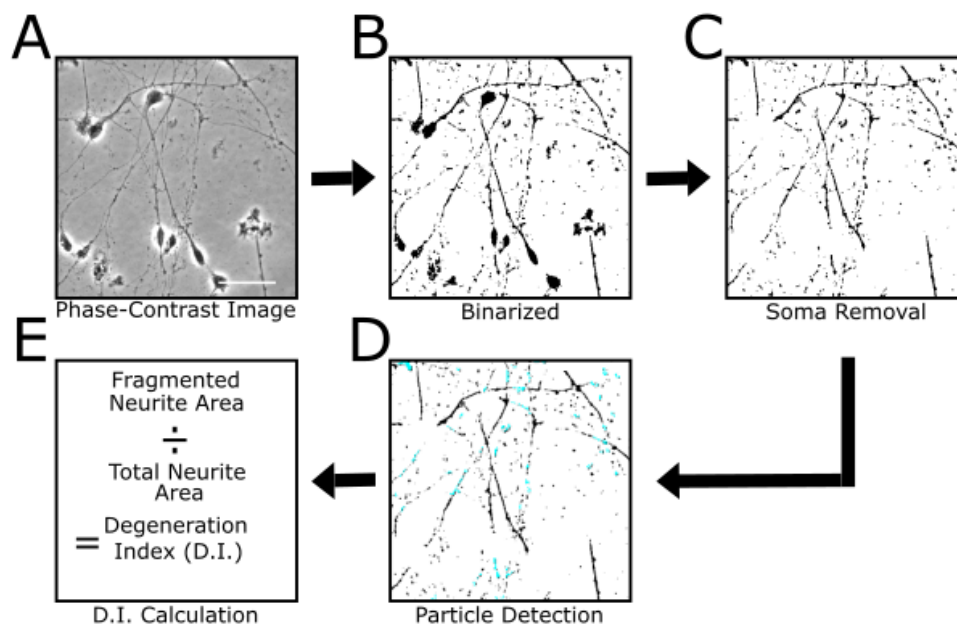 A
B
C
Phase-Contrast Image
Binarized
Soma Removal
E
D
Fragmented
Neurite Area
÷
Total Neurite
Area
= Degeneration
Index (D.I.)
D.I. Calculation
Particle Detection